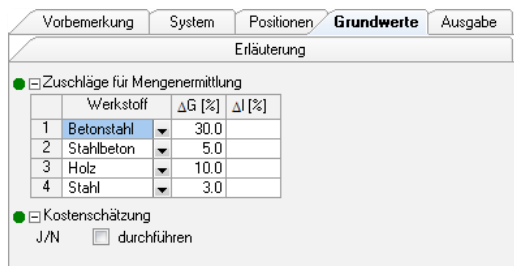 Vorbemerkung System Positionen Grundwerte Ausgabe
Erläuterung
Zuschläge für Mengenermittlung
Werkstoff ΔG [%] ΔI [%]
1 Betonstahl 30.0
2 Stahlbeton 5.0
3 Holz 10.0
4 Stahl 3.0
Kostenschätzung
J/N durchführen